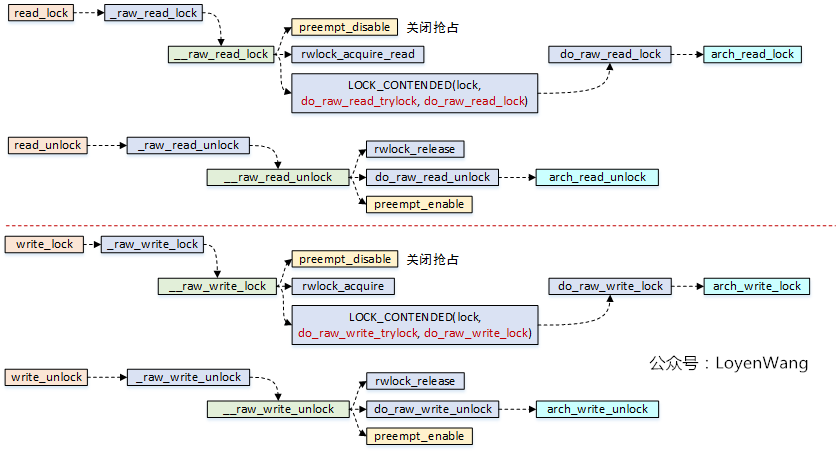 read_lock
_raw_read_lock
__raw_read_lock
preempt_disable
关闭抢占
rwlock_acquire_read
LOCK_CONTENDED(lock,
do_raw_read_trylock, do_raw_read_lock)
do_raw_read_lock
arch_read_lock
read_unlock
_raw_read_unlock
__raw_read_unlock
rwlock_release
do_raw_read_unlock
preempt_enable
arch_read_unlock
write_lock
_raw_write_lock
__raw_write_lock
preempt_disable
关闭抢占
rwlock_acquire
LOCK_CONTENDED(lock,
do_raw_write_trylock, do_raw_write_lock)
do_raw_write_lock
arch_write_lock
公众号：LoyenWang
write_unlock
_raw_write_unlock
__raw_write_unlock
rwlock_release
do_raw_write_unlock
preempt_enable
arch_write_unlock